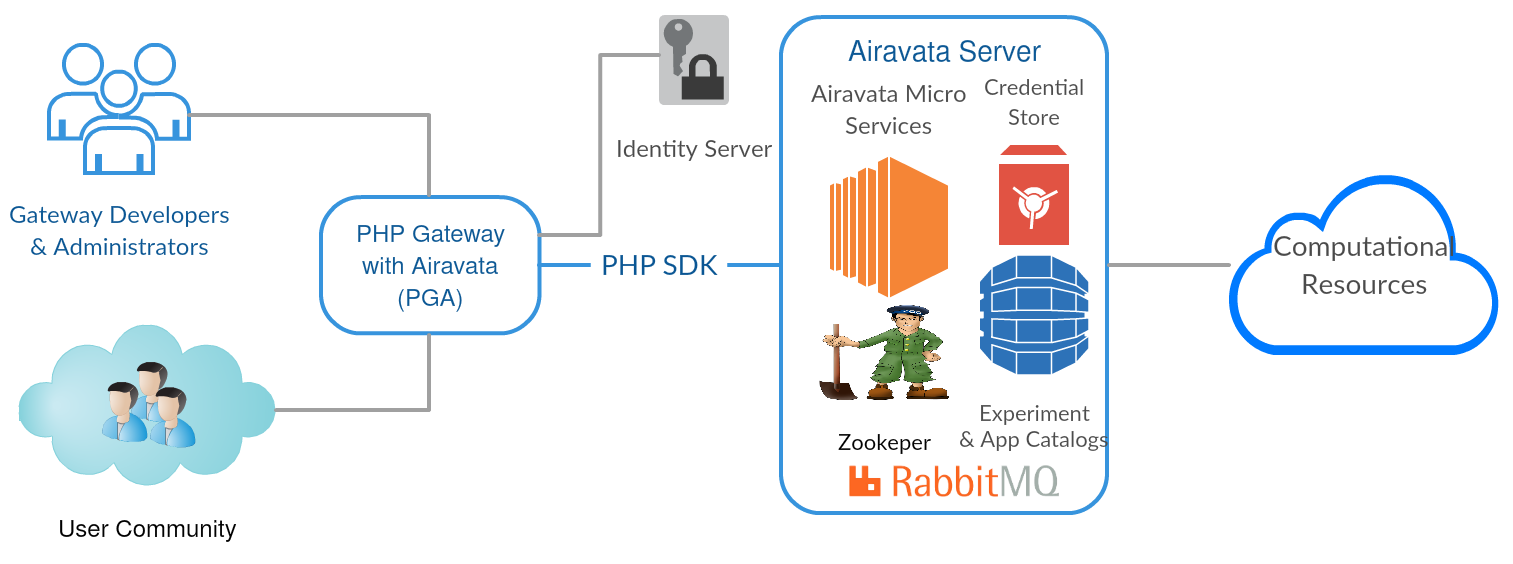 Gateway Developers
& Administrators
User Community
PHP Gateway
with Airavata
(PGA)
Identity Server
PHP SDK
Airavata Server
Airavata Micro
Services
Credential
Store
Zookeper
Experiment
& App Catalogs
RabbitMQ
Computational
Resources